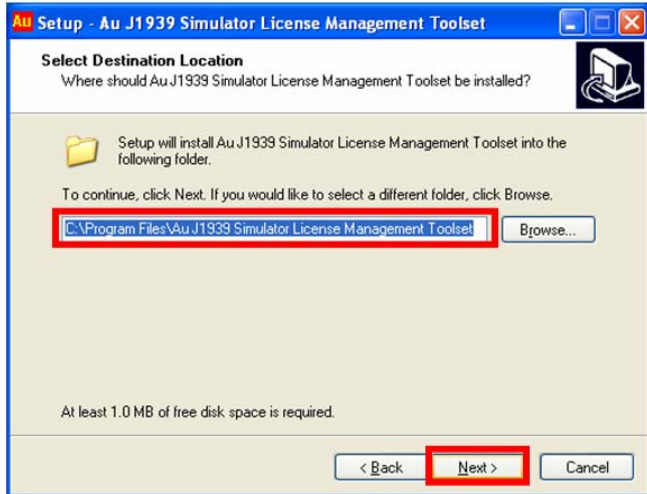 Au Setup - Au J1939 Simulator License Management Toolset
Select Destination Location
Where should Au J1939 Simulator License Management Toolset be installed?
Setup will install Au J1939 Simulator License Management Toolset into the
following folder.
To continue, click Next. If you would like to select a different folder, click Browse.
C:\Program Files\Au J1939 Simulator License Management Toolset
Browse...
At least 1.0 MB of free disk space is required.
< Back Next > Cancel